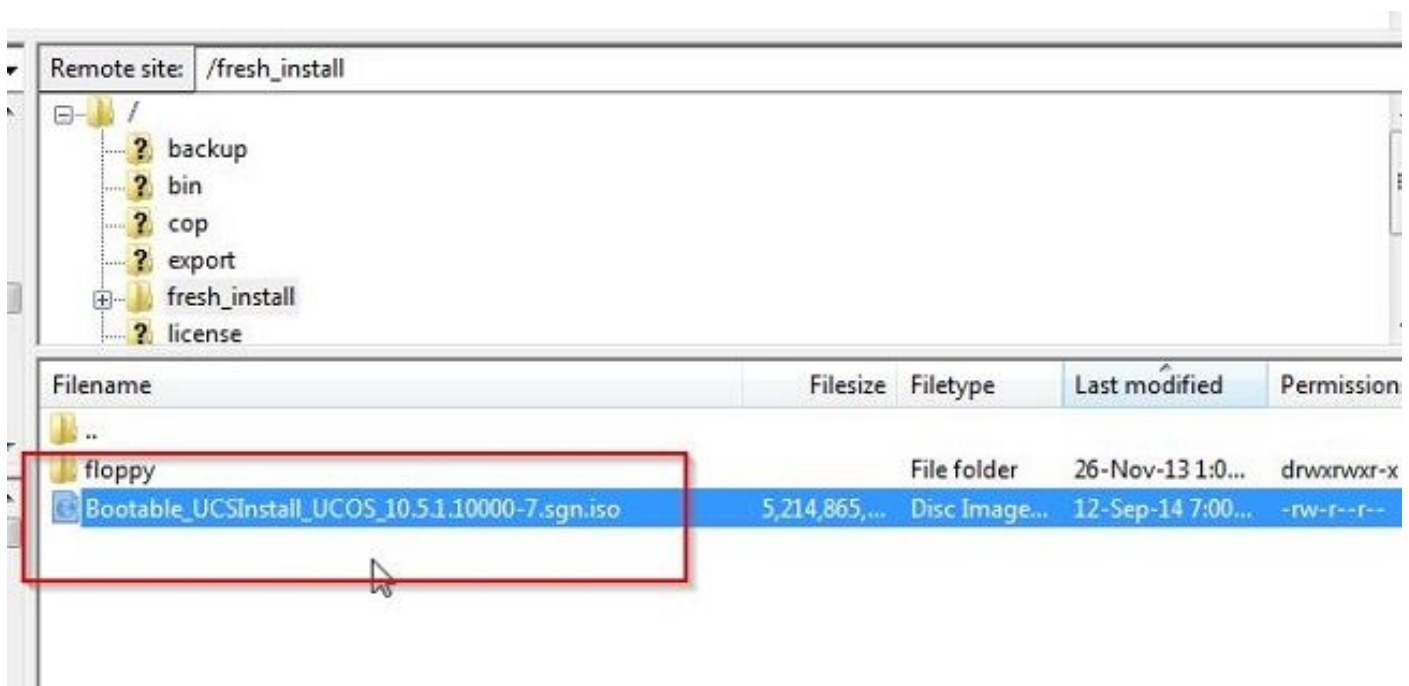 Remote site: /fresh_install
/
backup
bin
cop
export
fresh_install
license
Filename Filesize Filetype Last modified Permission
..
floppy File folder 26-Nov-13 1:0... drwxrwxr-x
Bootable_UCSInstall_UCOS_10.5.1.10000-7.sgn.iso 5,214,865,... Disc Image... 12-Sep-14 7:00... -rw-r--r--